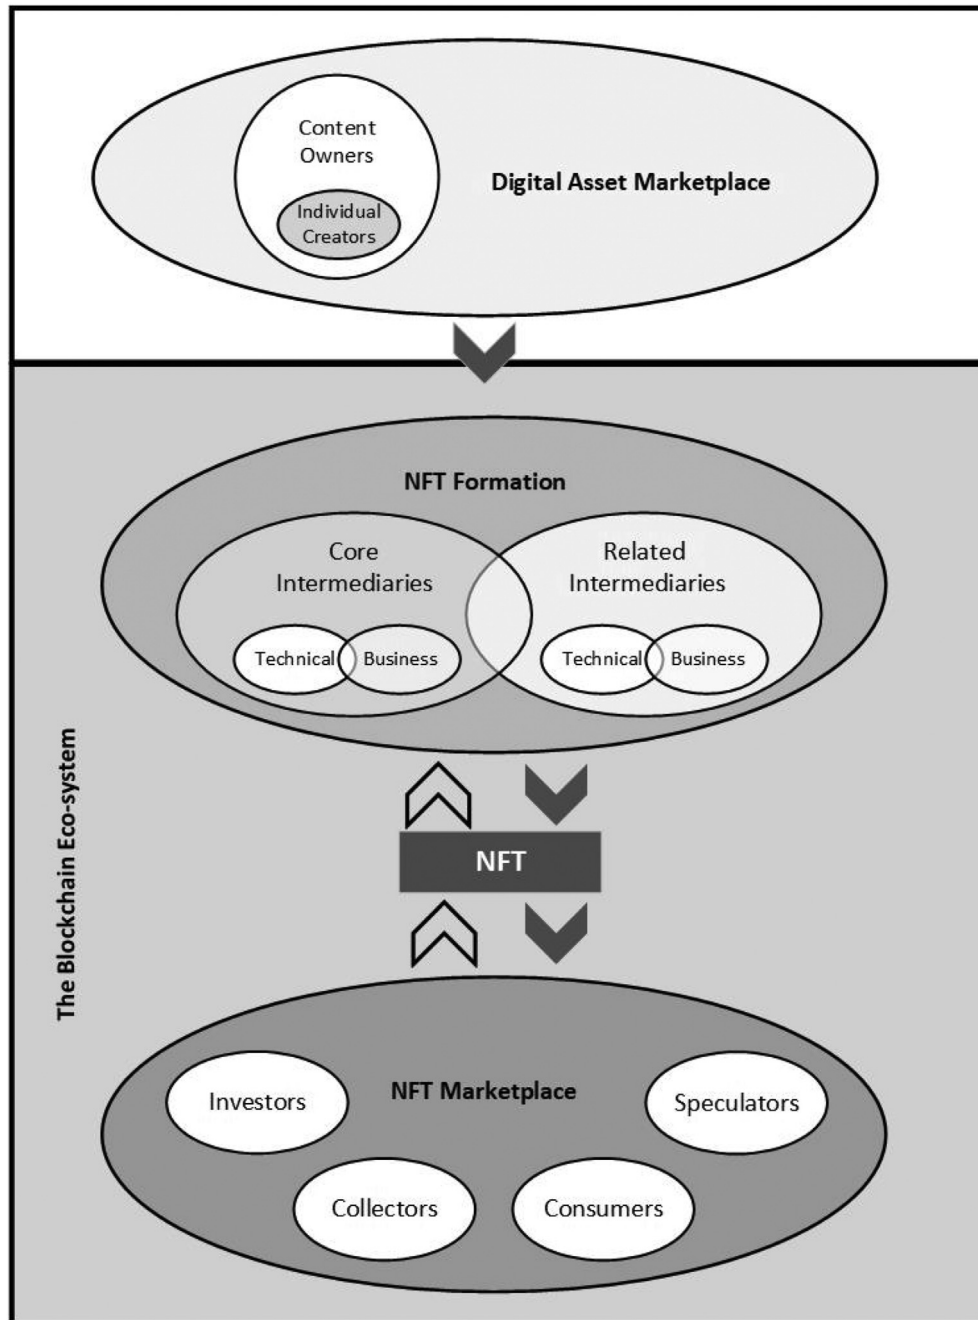 Content
Owners
Individual
Creators
Digital Asset Marketplace
NFT Formation
Core
Intermediaries
Related
Intermediaries
Technical
Business
Technical
Business
The Blockchain Eco-system
NFT
NFT Marketplace
Investors
Speculators
Collectors
Consumers